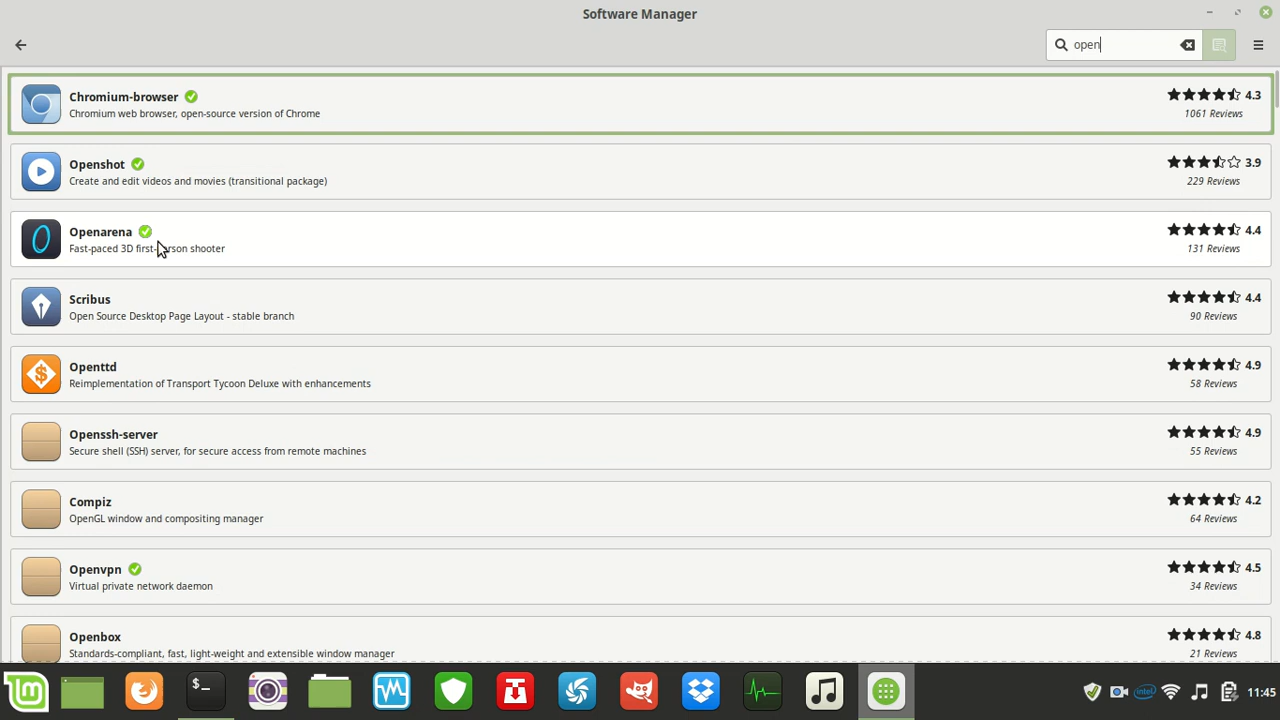 Software Manager
open
Chromium-browser
Chromium web browser, open-source version of Chrome
4.3
1061 Reviews
Openshot
Create and edit videos and movies (transitional package)
3.9
229 Reviews
Openarena
Fast-paced 3D first-person shooter
4.4
131 Reviews
Scribus
Open Source Desktop Page Layout - stable branch
4.4
90 Reviews
Openttd
Reimplementation of Transport Tycoon Deluxe with enhancements
4.9
58 Reviews
Openssh-server
Secure shell (SSH) server, for secure access from remote machines
4.9
55 Reviews
Compiz
OpenGL window and compositing manager
4.2
64 Reviews
Openvpn
Virtual private network daemon
4.5
34 Reviews
Openbox
Standards-compliant, fast, light-weight and extensible window manager
4.8
21 Reviews
$_
intel
11:45